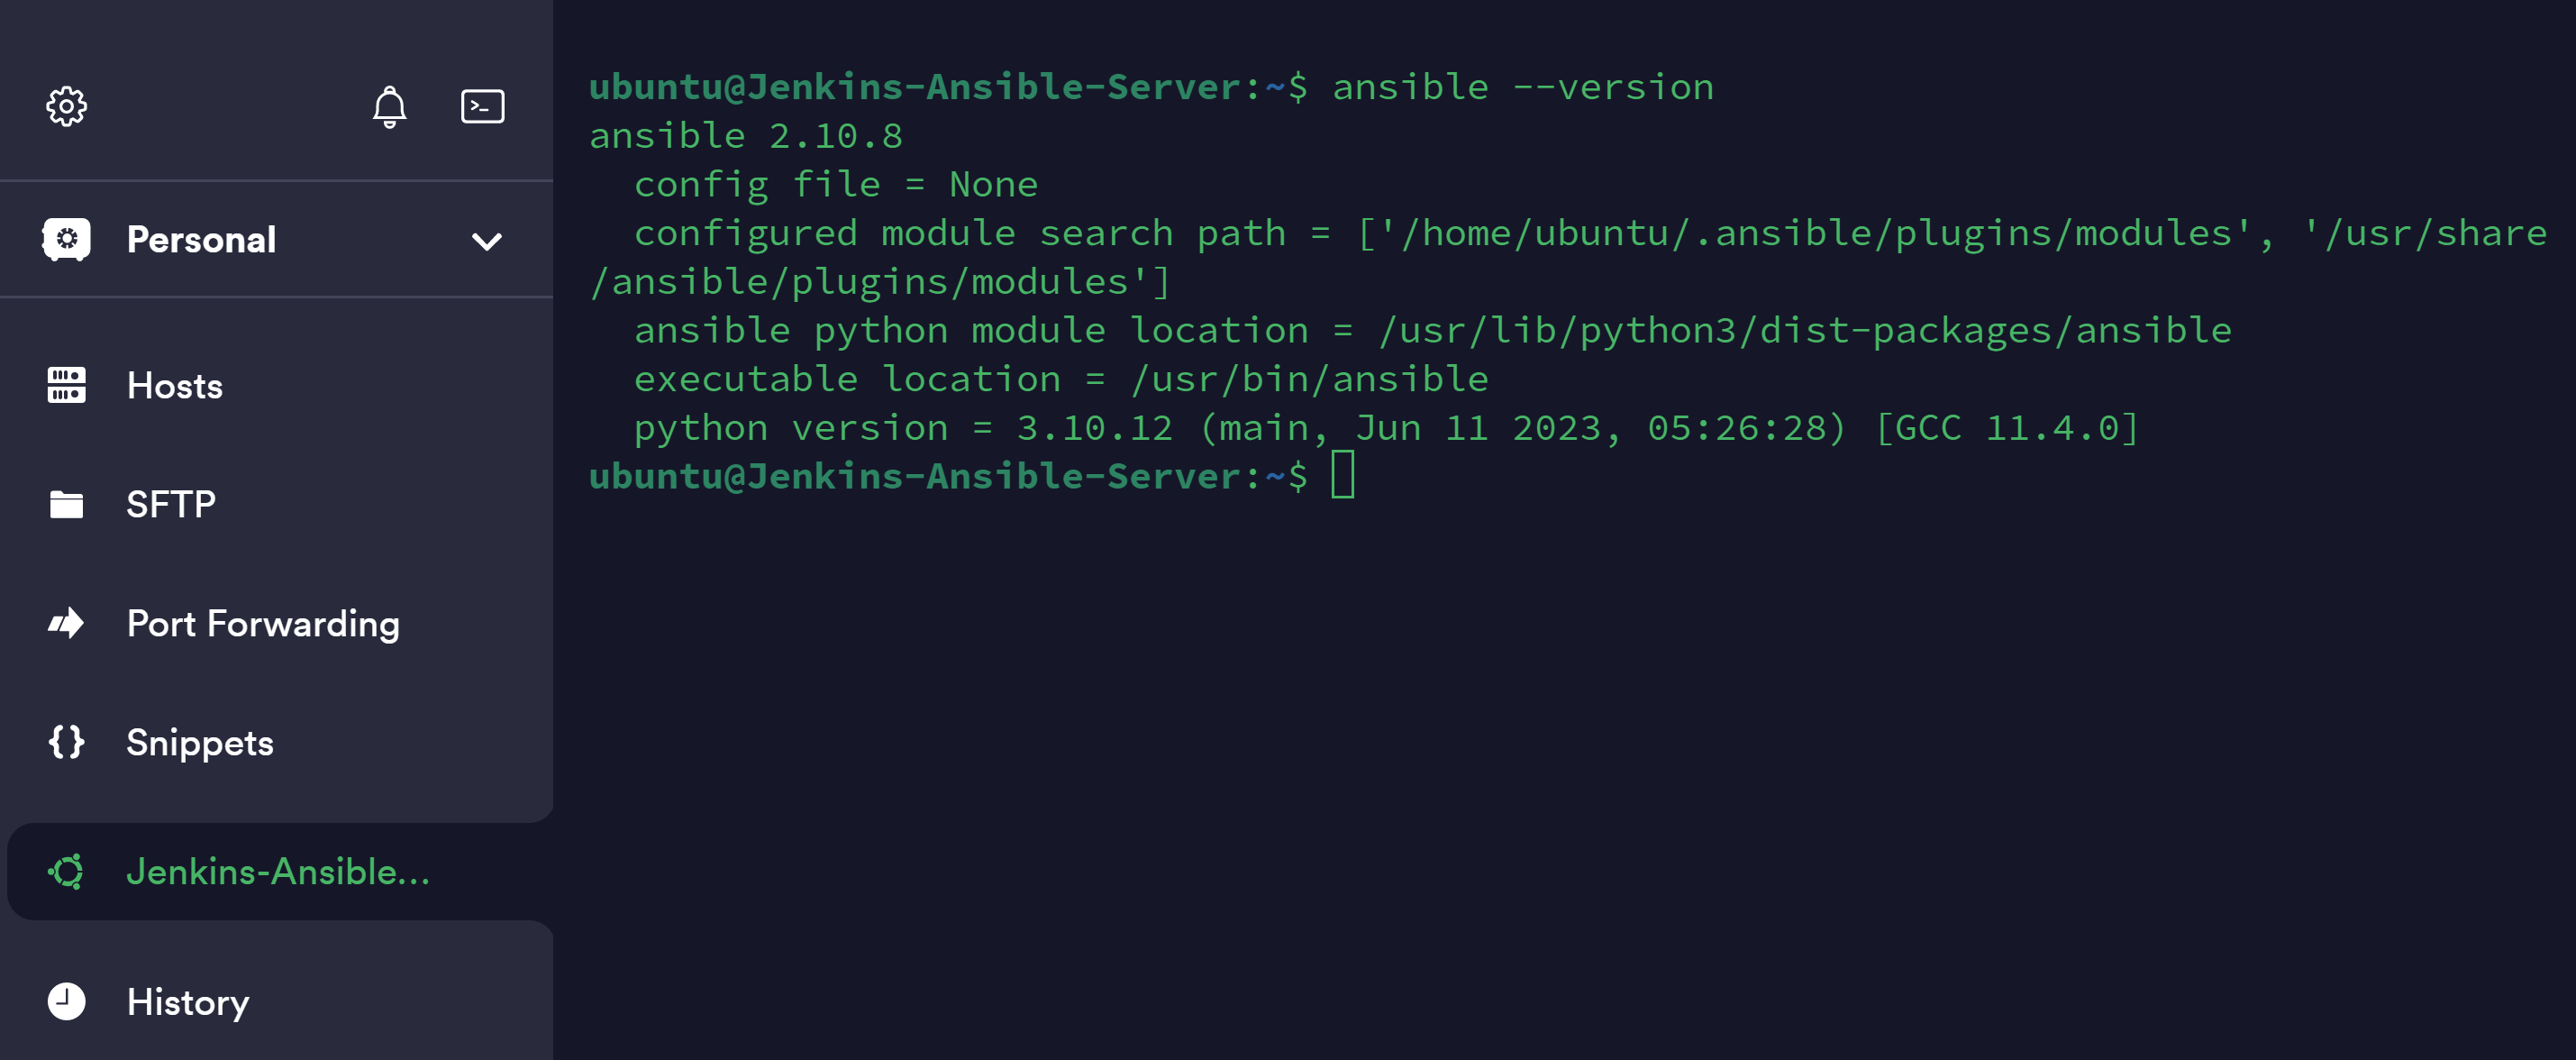 Personal
Hosts
SFTP
Port Forwarding
Snippets
Jenkins-Ansible...
History
ubuntu@Jenkins-Ansible-Server:~$ ansible --version
ansible 2.10.8
  config file = None
  configured module search path = ['/home/ubuntu/.ansible/plugins/modules', '/usr/share
/ansible/plugins/modules']
  ansible python module location = /usr/lib/python3/dist-packages/ansible
  executable location = /usr/bin/ansible
  python version = 3.10.12 (main, Jun 11 2023, 05:26:28) [GCC 11.4.0]
ubuntu@Jenkins-Ansible-Server:~$